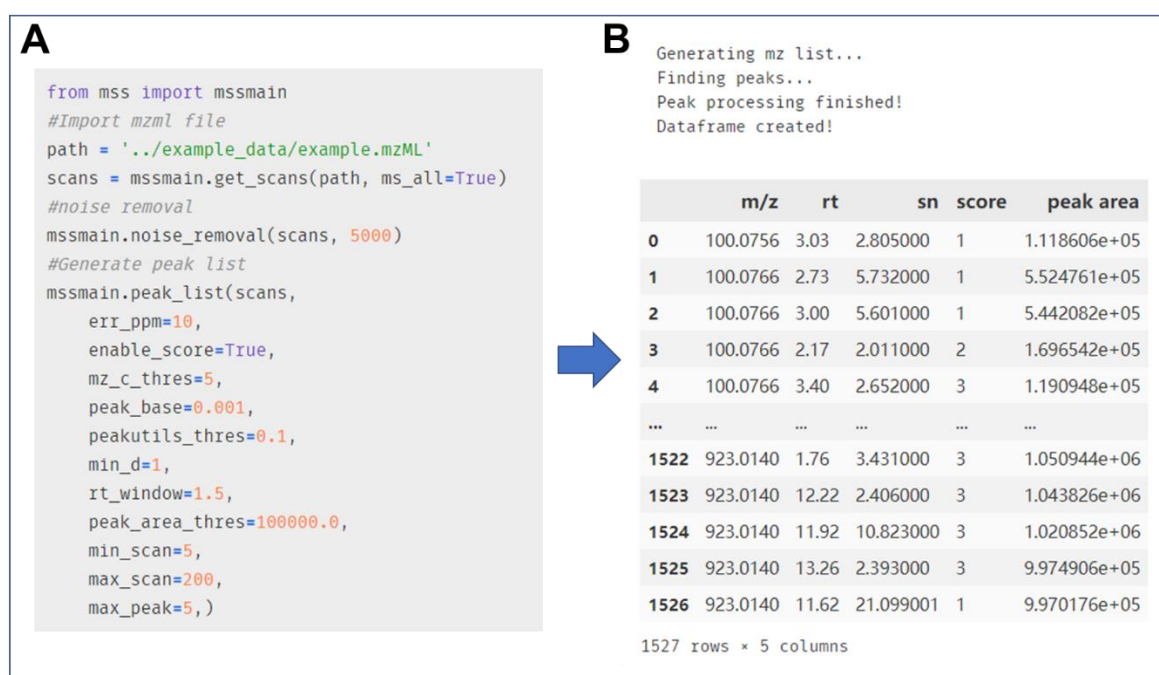 A
from mss import mssmain
#Import mzml file
path = '../example_data/example.mzML'
scans = mssmain.get_scans(path, ms_all=True)
#noise removal
mssmain.noise_removal(scans, 5000)
#Generate peak list
mssmain.peak_list(scans,
    err_ppm=10,
    enable_score=True,
    mz_c_thres=5,
    peak_base=0.001,
    peakutils_thres=0.1,
    min_d=1,
    rt_window=1.5,
    peak_area_thres=100000.0,
    min_scan=5,
    max_scan=200,
    max_peak=5,)
B
Generating mz list...
Finding peaks...
Peak processing finished!
Dataframe created!
m/z rt sn score peak area
0 100.0756 3.03 2.805000 1 1.118606e+05
1 100.0766 2.73 5.732000 1 5.524761e+05
2 100.0766 3.00 5.601000 1 5.442082e+05
3 100.0766 2.17 2.011000 2 1.696542e+05
4 100.0766 3.40 2.652000 3 1.190948e+05
... ... ... ... ... ...
1522 923.0140 1.76 3.431000 3 1.050944e+06
1523 923.0140 12.22 2.406000 3 1.043826e+06
1524 923.0140 11.92 10.823000 3 1.020852e+06
1525 923.0140 13.26 2.393000 3 9.974906e+05
1526 923.0140 11.62 21.099001 1 9.970176e+05
1527 rows × 5 columns